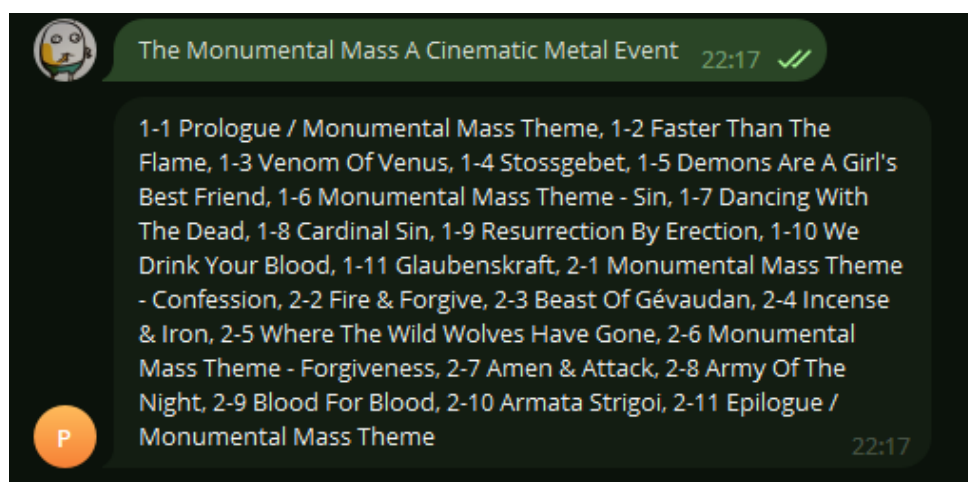 The Monumental Mass A Cinematic Metal Event 22:17
1-1 Prologue / Monumental Mass Theme, 1-2 Faster Than The
Flame, 1-3 Venom Of Venus, 1-4 Stossgebet, 1-5 Demons Are A Girl's
Best Friend, 1-6 Monumental Mass Theme - Sin, 1-7 Dancing With
The Dead, 1-8 Cardinal Sin, 1-9 Resurrection By Erection, 1-10 We
Drink Your Blood, 1-11 Glaubenskraft, 2-1 Monumental Mass Theme
- Confession, 2-2 Fire & Forgive, 2-3 Beast Of Gévaudan, 2-4 Incense
& Iron, 2-5 Where The Wild Wolves Have Gone, 2-6 Monumental
Mass Theme - Forgiveness, 2-7 Amen & Attack, 2-8 Army Of The
Night, 2-9 Blood For Blood, 2-10 Armata Strigoi, 2-11 Epilogue /
Monumental Mass Theme
P
22:17